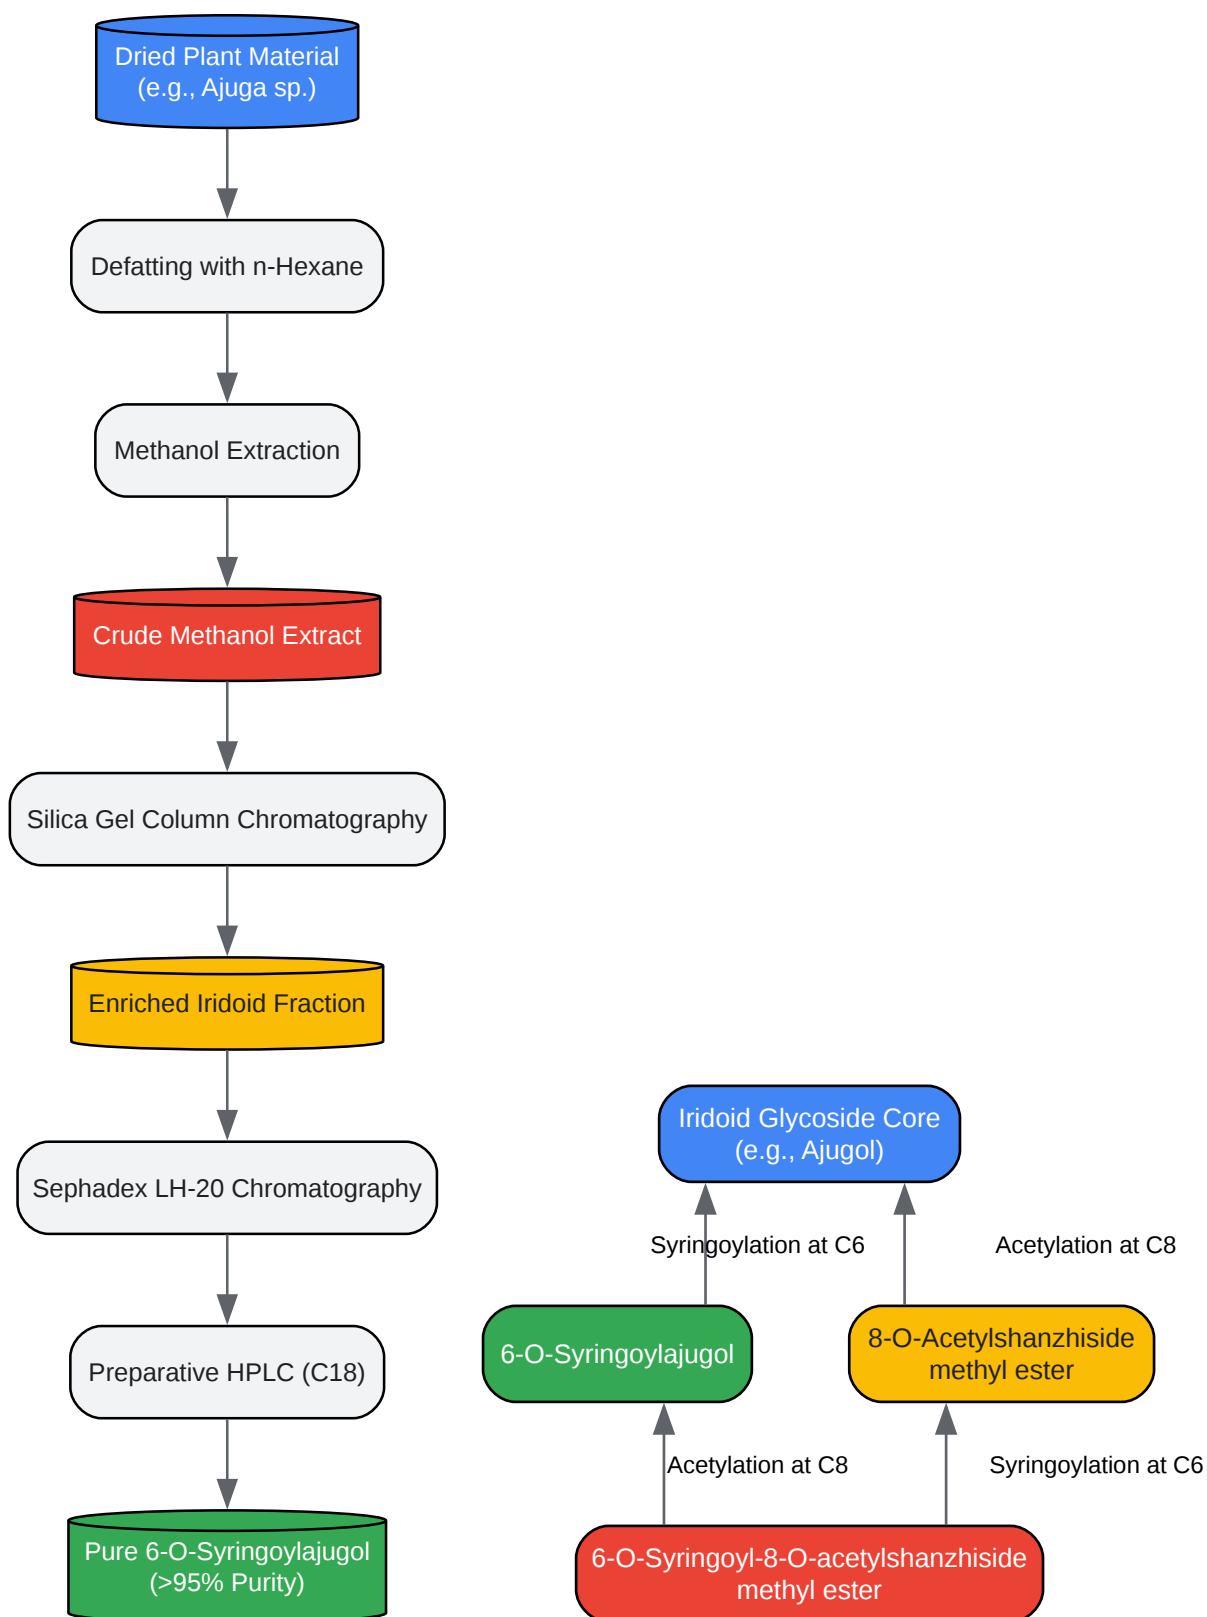 Dried Plant Material
(e.g., Ajuga sp.)
Defatting with n-Hexane
Methanol Extraction
Crude Methanol Extract
Silica Gel Column Chromatography
Enriched Iridoid Fraction
Sephadex LH-20 Chromatography
Preparative HPLC (C18)
Pure 6-O-Syringoylajugol
(>95% Purity)
Iridoid Glycoside Core
(e.g., Ajugol)
Syringoylation at C6
Acetylation at C8
6-O-Syringoylajugol
8-O-Acetylshanzhiside
methyl ester
Acetylation at C8
Syringoylation at C6
6-O-Syringoyl-8-O-acetylshanzhiside
methyl ester